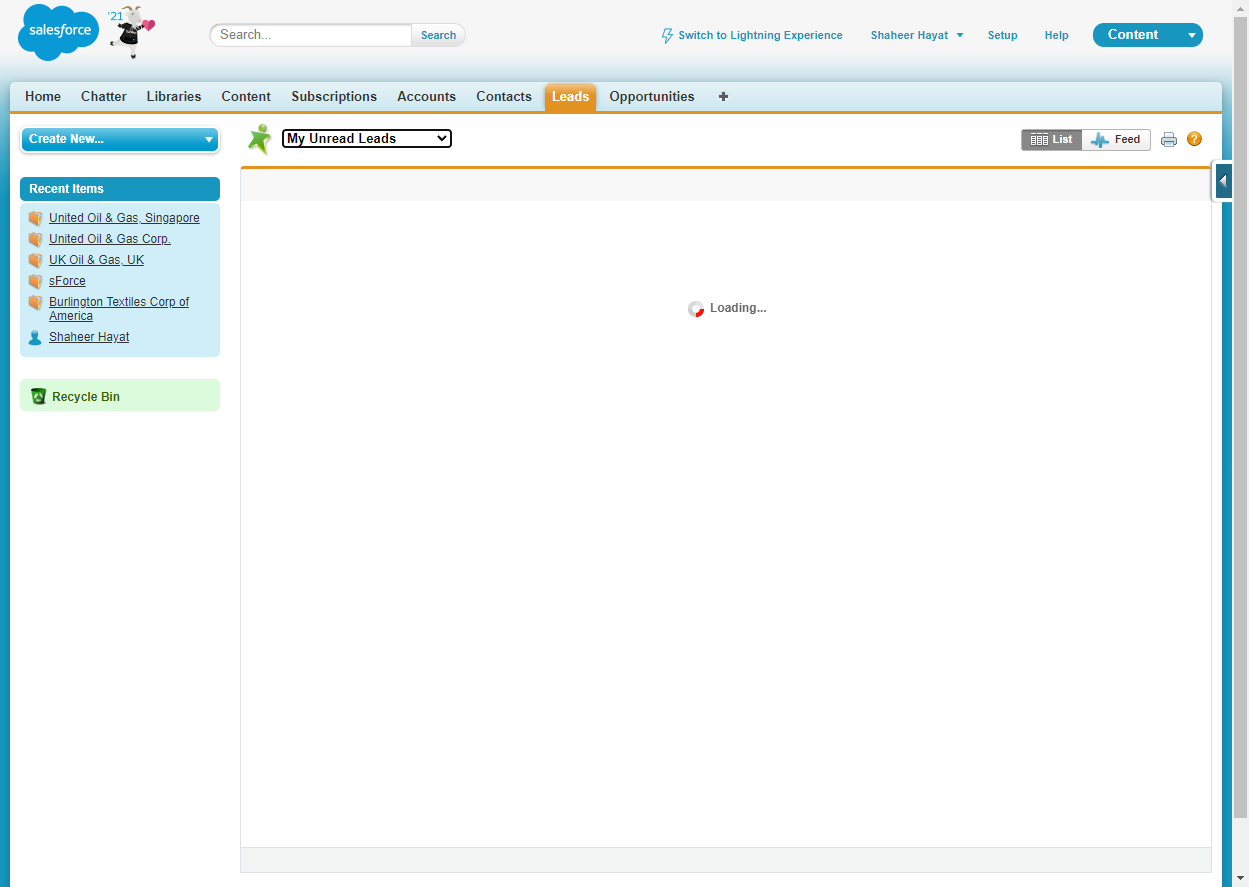 salesforce
'21
Search...
Search
Switch to Lightning Experience
Shaheer Hayat
Setup
Help
Content
Home
Chatter
Libraries
Content
Subscriptions
Accounts
Contacts
Leads
Opportunities
+
Create New...
My Unread Leads
List
Feed
?
Recent Items
United Oil & Gas, Singapore
United Oil & Gas Corp.
UK Oil & Gas, UK
sForce
Burlington Textiles Corp of
America
Shaheer Hayat
Loading...
Recycle Bin